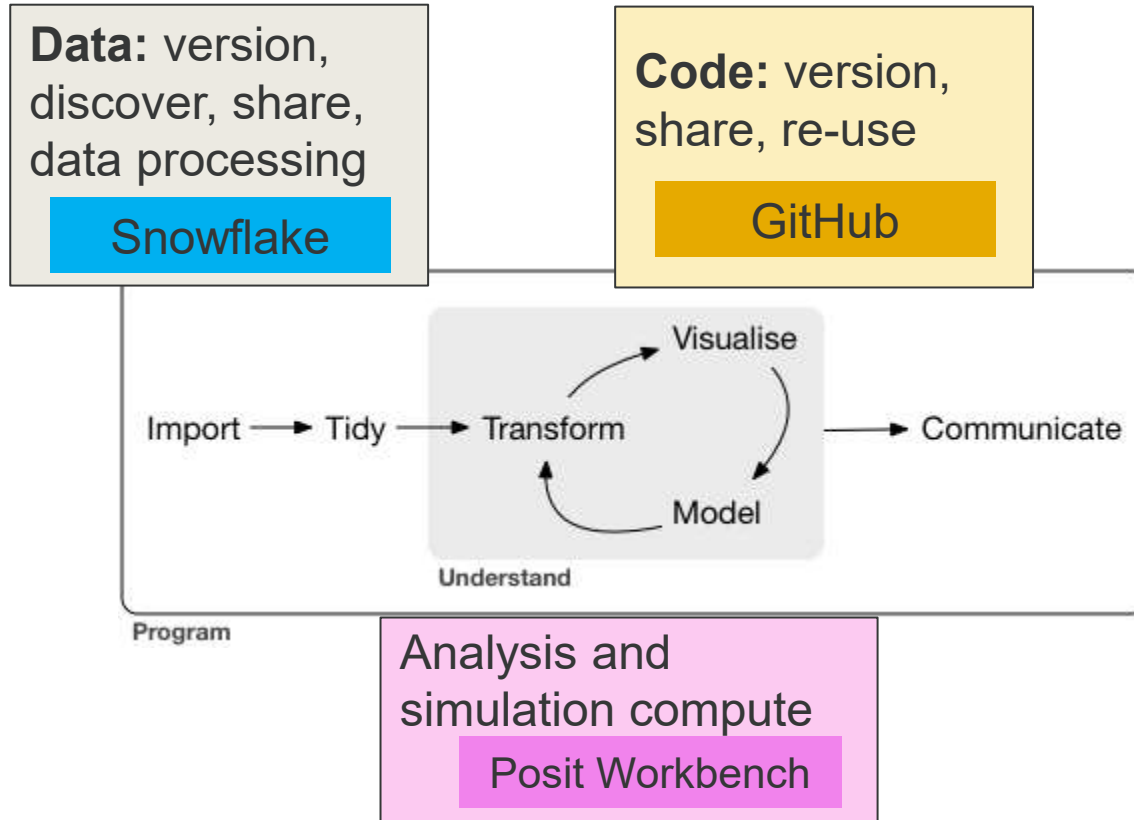 Data: version,
discover, share,
data processing
Snowflake
Code: version,
share, re-use
GitHub
Visualise
Import
Tidy
Transform
Communicate
Model
Understand
Program
Analysis and
simulation compute
Posit Workbench